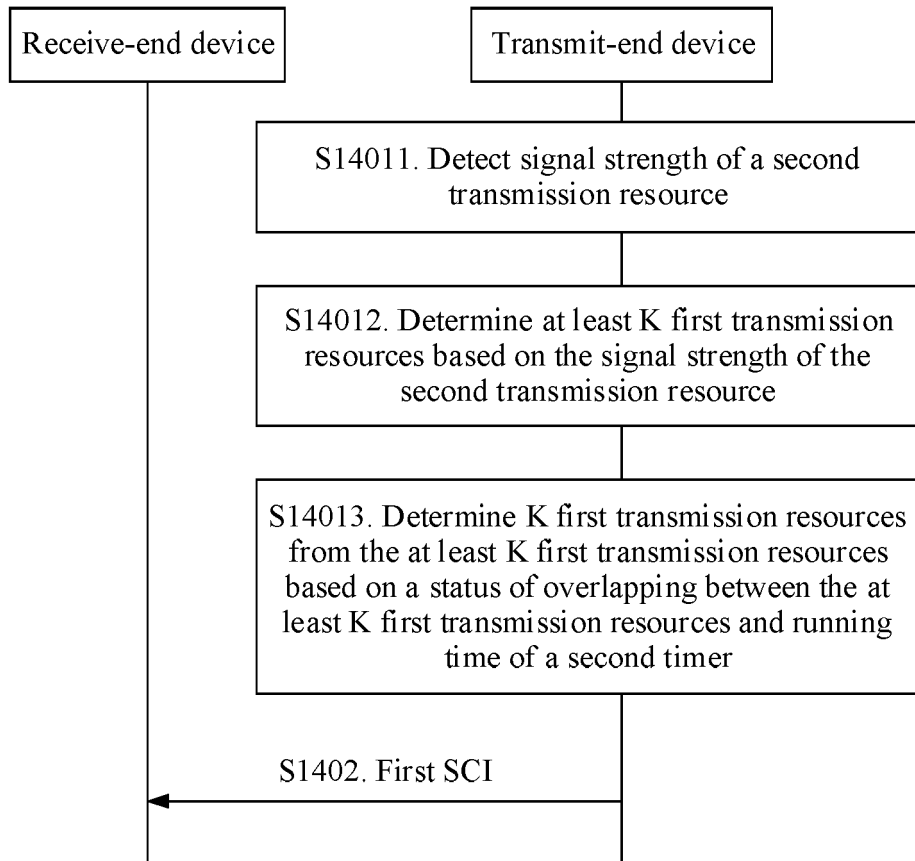 Receive-end device
Transmit-end device
S14011. Detect signal strength of a second
transmission resource
S14012. Determine at least K first transmission
resources based on the signal strength of the
second transmission resource
S14013. Determine K first transmission resources
from the at least K first transmission resources
based on a status of overlapping between the at
least K first transmission resources and running
time of a second timer
S1402. First SCI